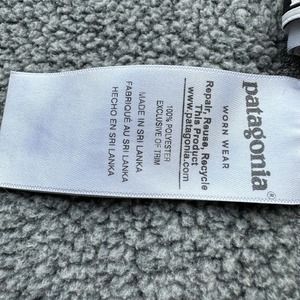 patagonia®
WORN WEAR
Repair, Reuse, Recycle
This Product
www.patagonia.com
100% POLYESTER
EXCLUSIVE OF TRIM
MADE IN SRI LANKA
FABRIQUÉ AU SRI LANKA
HECHO EN SRI LANKA